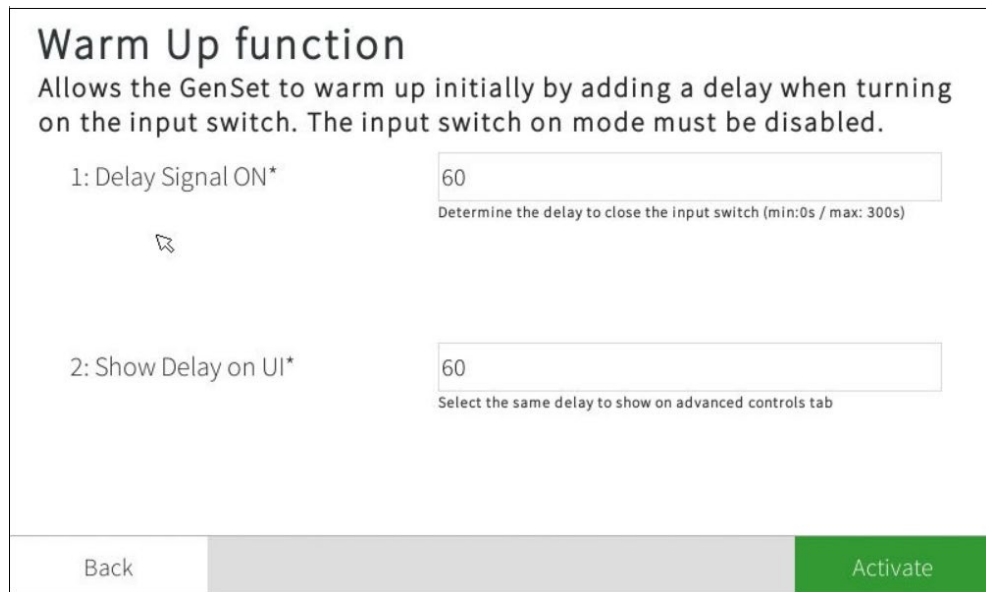 Warm Up function
Allows the GenSet to warm up initially by adding a delay when turning
on the input switch. The input switch on mode must be disabled.
1: Delay Signal ON*
60
Determine the delay to close the input switch (min:0s / max: 300s)
2: Show Delay on UI*
60
Select the same delay to show on advanced controls tab
Back
Activate